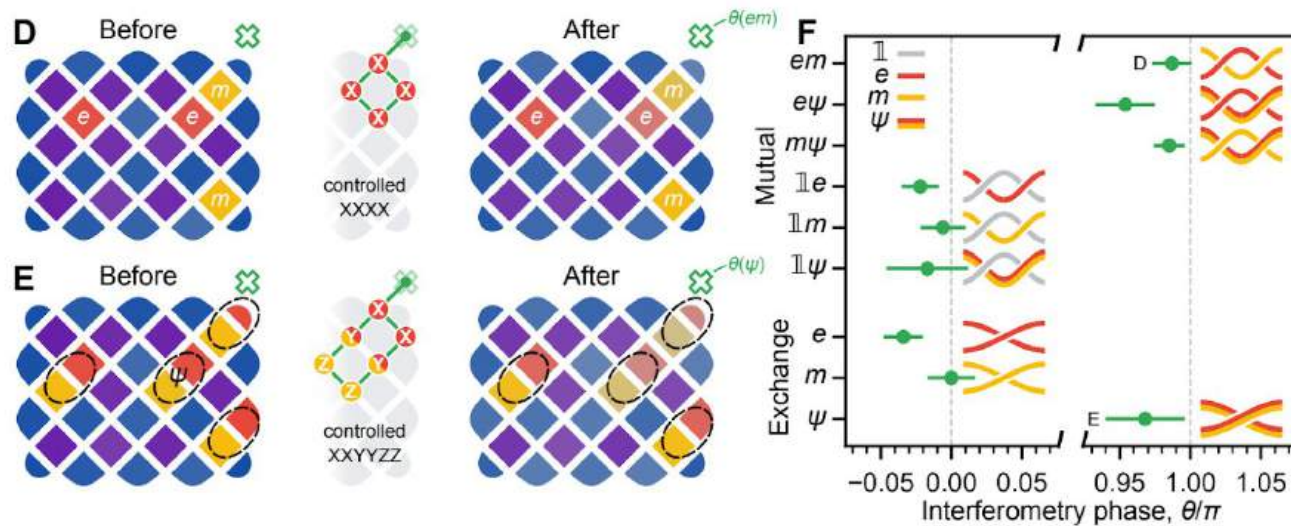 D
Before
After
θ(em)
m
e
e
m
X
X
X
X
controlled
XXXX
m
e
e
m
E
Before
After
θ(ψ)
ψ
X
Y
X
Z
Y
Z
controlled
XXYYZZ
F
𝟙
e
m
ψ
Mutual
em
D
eψ
mψ
𝟙e
𝟙m
𝟙ψ
Exchange
e
m
ψ
E
−0.05 0.00 0.05 0.95 1.00 1.05
Interferometry phase, θ/π